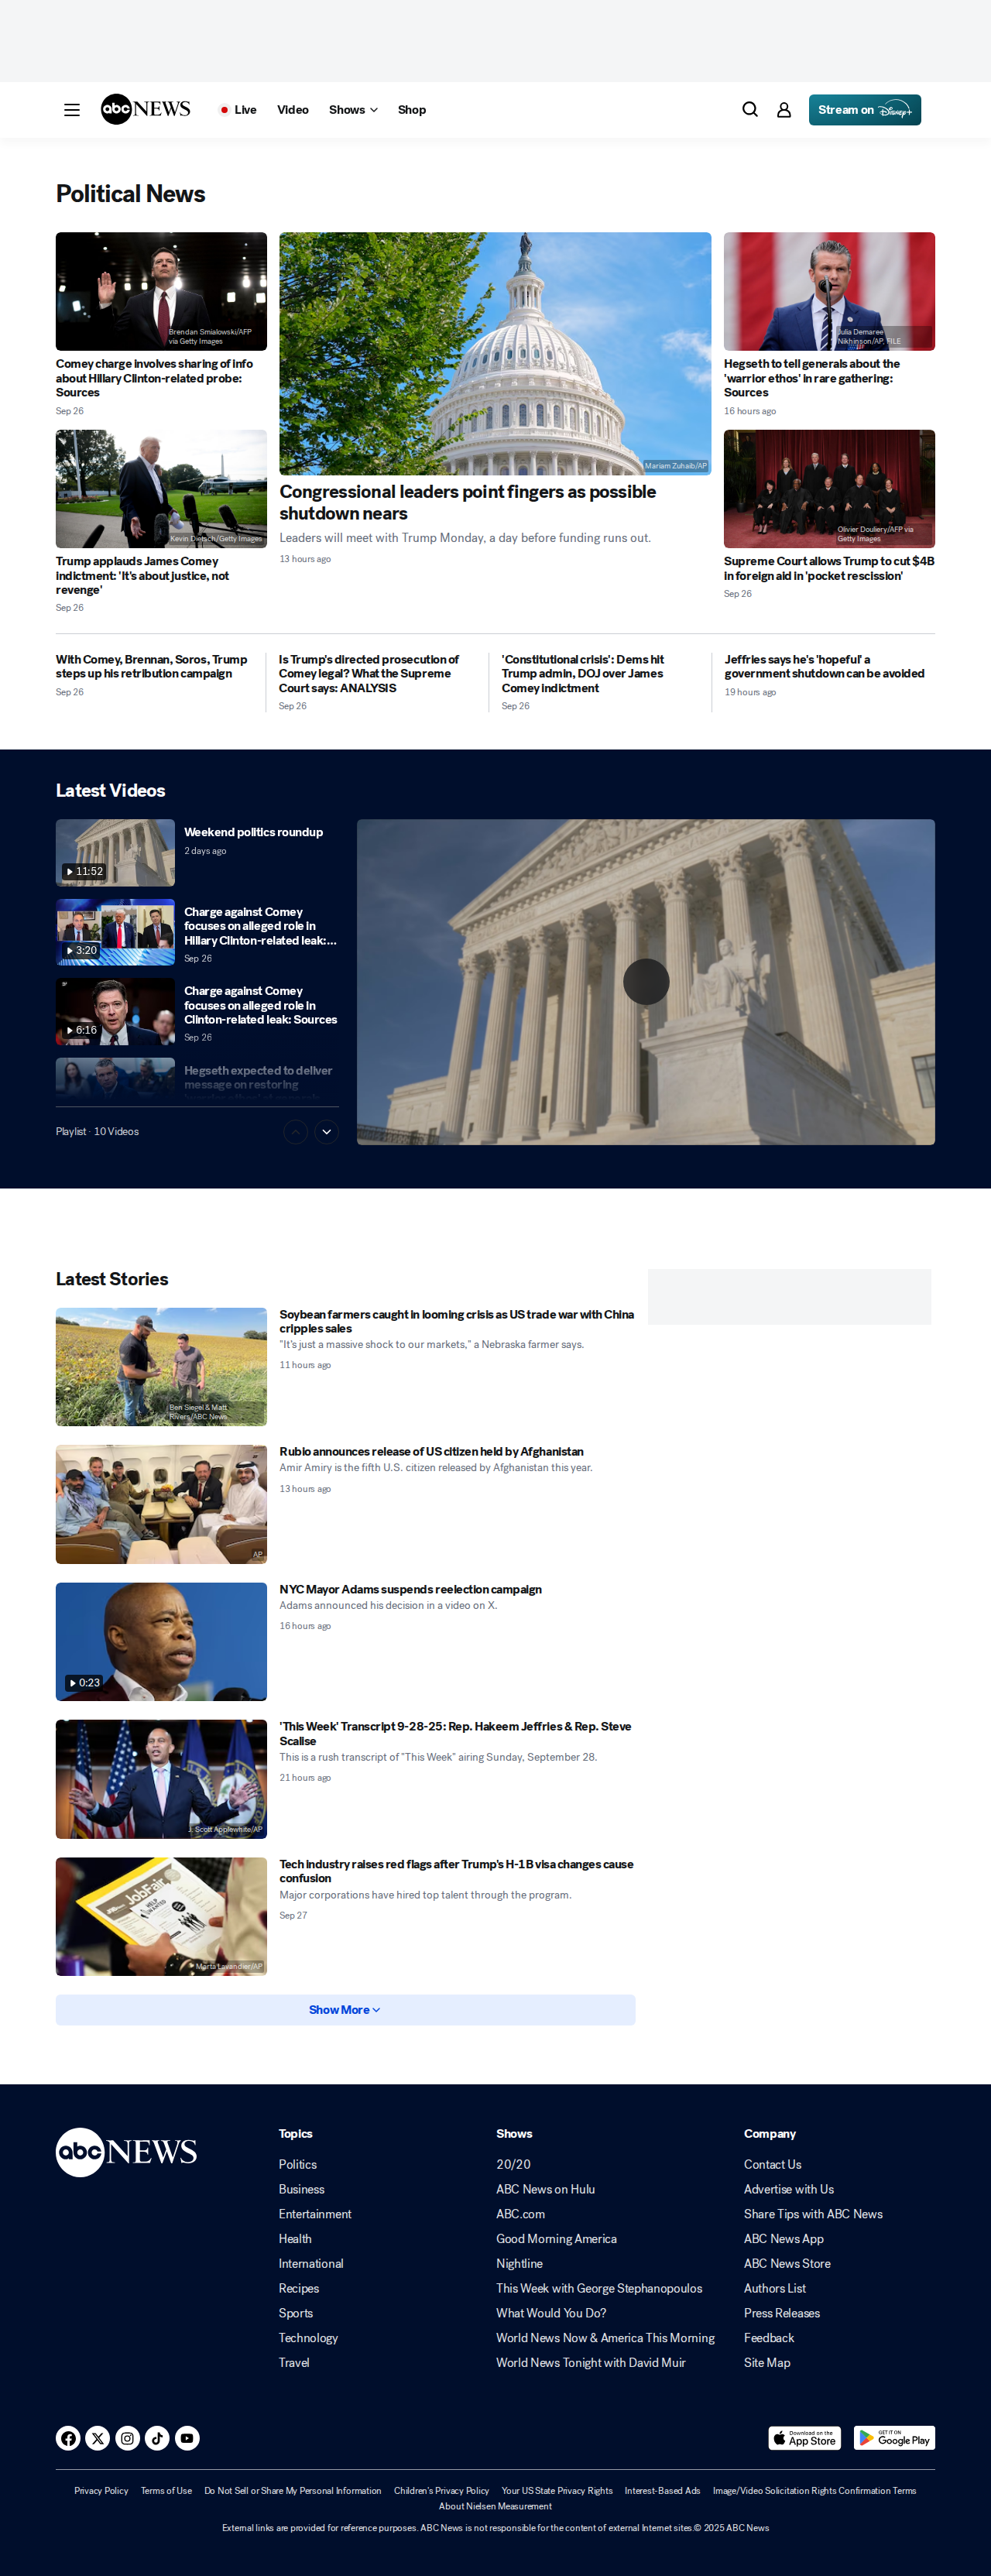 abc NEWS
Live
Video
Shows
Shop
Stream on Disney+
Political News
Brendan Smialowski/AFP
via Getty Images
Comey charge involves sharing of info
about Hillary Clinton-related probe:
Sources
Sep 26
Kevin Dietsch/Getty Images
Trump applauds James Comey
indictment: 'It's about justice, not
revenge'
Sep 26
Mariam Zuhaib/AP
Congressional leaders point fingers as possible
shutdown nears
Leaders will meet with Trump Monday, a day before funding runs out.
13 hours ago
Julia Demaree
Nikhinson/AP, FILE
Hegseth to tell generals about the
'warrior ethos' in rare gathering:
Sources
16 hours ago
Olivier Douliery/AFP via
Getty Images
Supreme Court allows Trump to cut $4B
in foreign aid in 'pocket rescission'
Sep 26
With Comey, Brennan, Soros, Trump
steps up his retribution campaign
Sep 26
Is Trump's directed prosecution of
Comey legal? What the Supreme
Court says: ANALYSIS
Sep 26
'Constitutional crisis': Dems hit
Trump admin, DOJ over James
Comey indictment
Sep 26
Jeffries says he's 'hopeful' a
government shutdown can be avoided
19 hours ago
Latest Videos
11:52
Weekend politics roundup
2 days ago
3:20
Charge against Comey
focuses on alleged role in
Hillary Clinton-related leak:...
Sep 26
6:16
Charge against Comey
focuses on alleged role in
Clinton-related leak: Sources
Sep 26
Hegseth expected to deliver
message on restoring
Playlist · 10 Videos
Latest Stories
Ben Siegel & Matt
Rivers/ABC News
Soybean farmers caught in looming crisis as US trade war with China
cripples sales
"It's just a massive shock to our markets," a Nebraska farmer says.
11 hours ago
AP
Rubio announces release of US citizen held by Afghanistan
Amir Amiry is the fifth U.S. citizen released by Afghanistan this year.
13 hours ago
0:23
NYC Mayor Adams suspends reelection campaign
Adams announced his decision in a video on X.
16 hours ago
J. Scott Applewhite/AP
'This Week' Transcript 9-28-25: Rep. Hakeem Jeffries & Rep. Steve
Scalise
This is a rush transcript of "This Week" airing Sunday, September 28.
21 hours ago
JobFair
HELP
WANTED
Marta Lavandier/AP
Tech industry raises red flags after Trump's H-1B visa changes cause
confusion
Major corporations have hired top talent through the program.
Sep 27
Show More
abc NEWS
Topics
Politics
Business
Entertainment
Health
International
Recipes
Sports
Technology
Travel
Shows
20/20
ABC News on Hulu
ABC.com
Good Morning America
Nightline
This Week with George Stephanopoulos
What Would You Do?
World News Now & America This Morning
World News Tonight with David Muir
Company
Contact Us
Advertise with Us
Share Tips with ABC News
ABC News App
ABC News Store
Authors List
Press Releases
Feedback
Site Map
Download on the
App Store
GET IT ON
Google Play
Privacy Policy
Terms of Use
Do Not Sell or Share My Personal Information
Children's Privacy Policy
Your US State Privacy Rights
Interest-Based Ads
Image/Video Solicitation Rights Confirmation Terms
About Nielsen Measurement
External links are provided for reference purposes. ABC News is not responsible for the content of external Internet sites.© 2025 ABC News